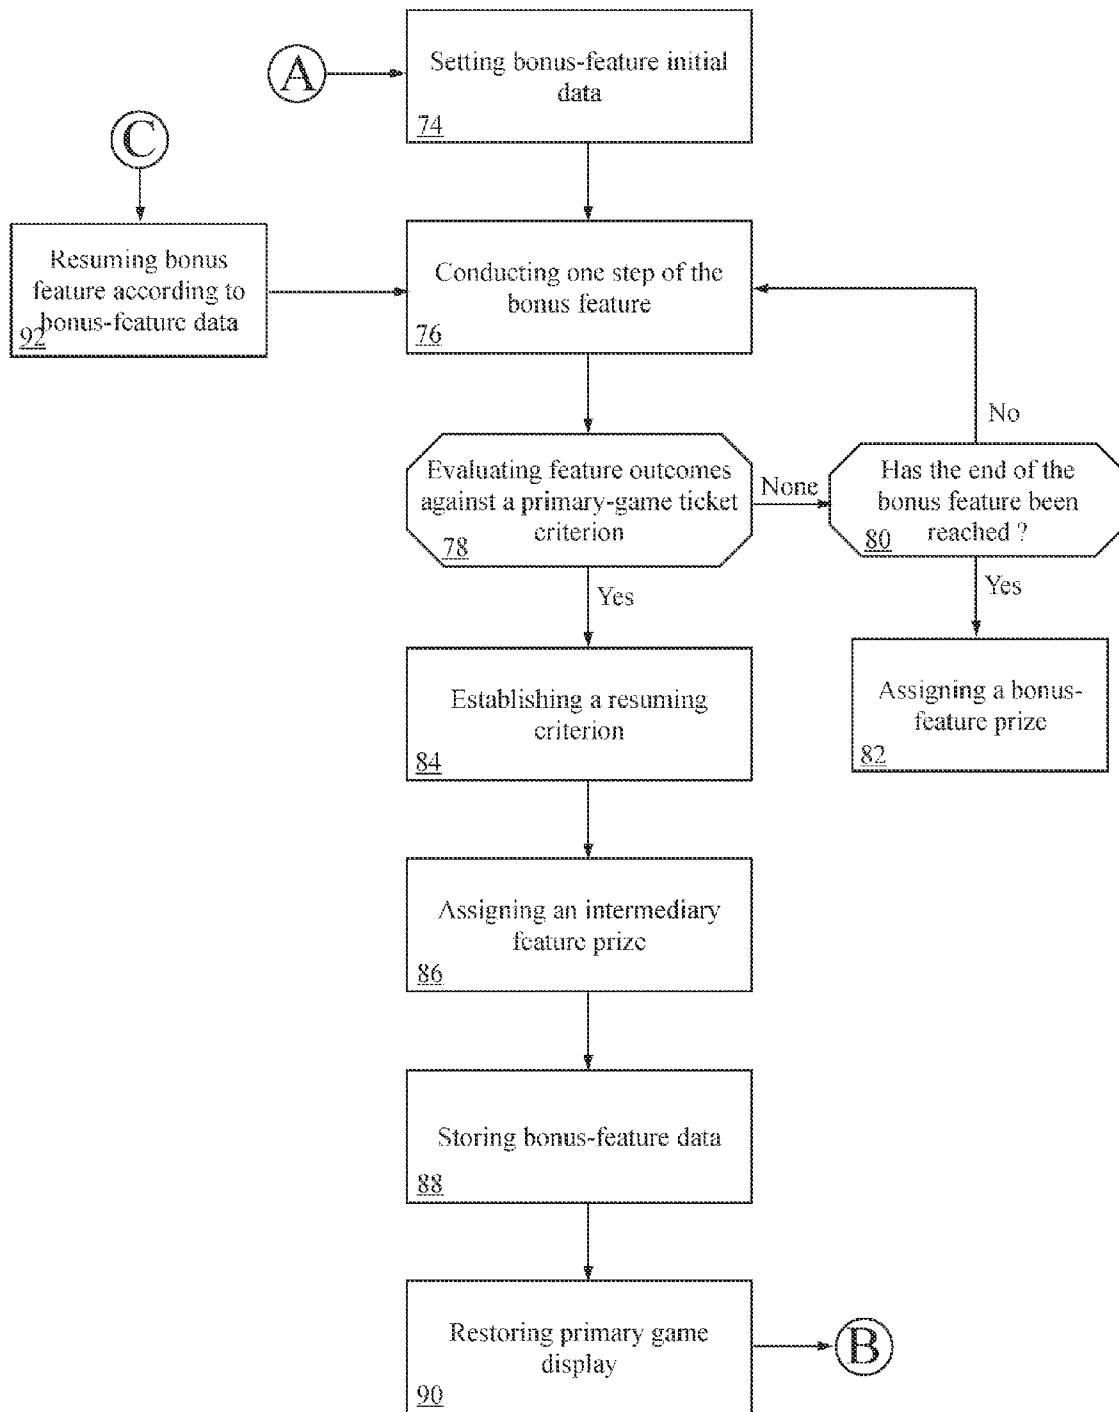 A
Setting bonus-feature initial
data
74
C
Resuming bonus
feature according to
bonus-feature data
92
Conducting one step of the
bonus feature
76
No
Evaluating feature outcomes
against a primary-game ticket
criterion
78
None
Has the end of the
bonus feature been
reached ?
80
Yes
Yes
Establishing a resuming
criterion
84
Assigning a bonus-
feature prize
82
Assigning an intermediary
feature prize
86
Storing bonus-feature data
88
Restoring primary game
display
90
B